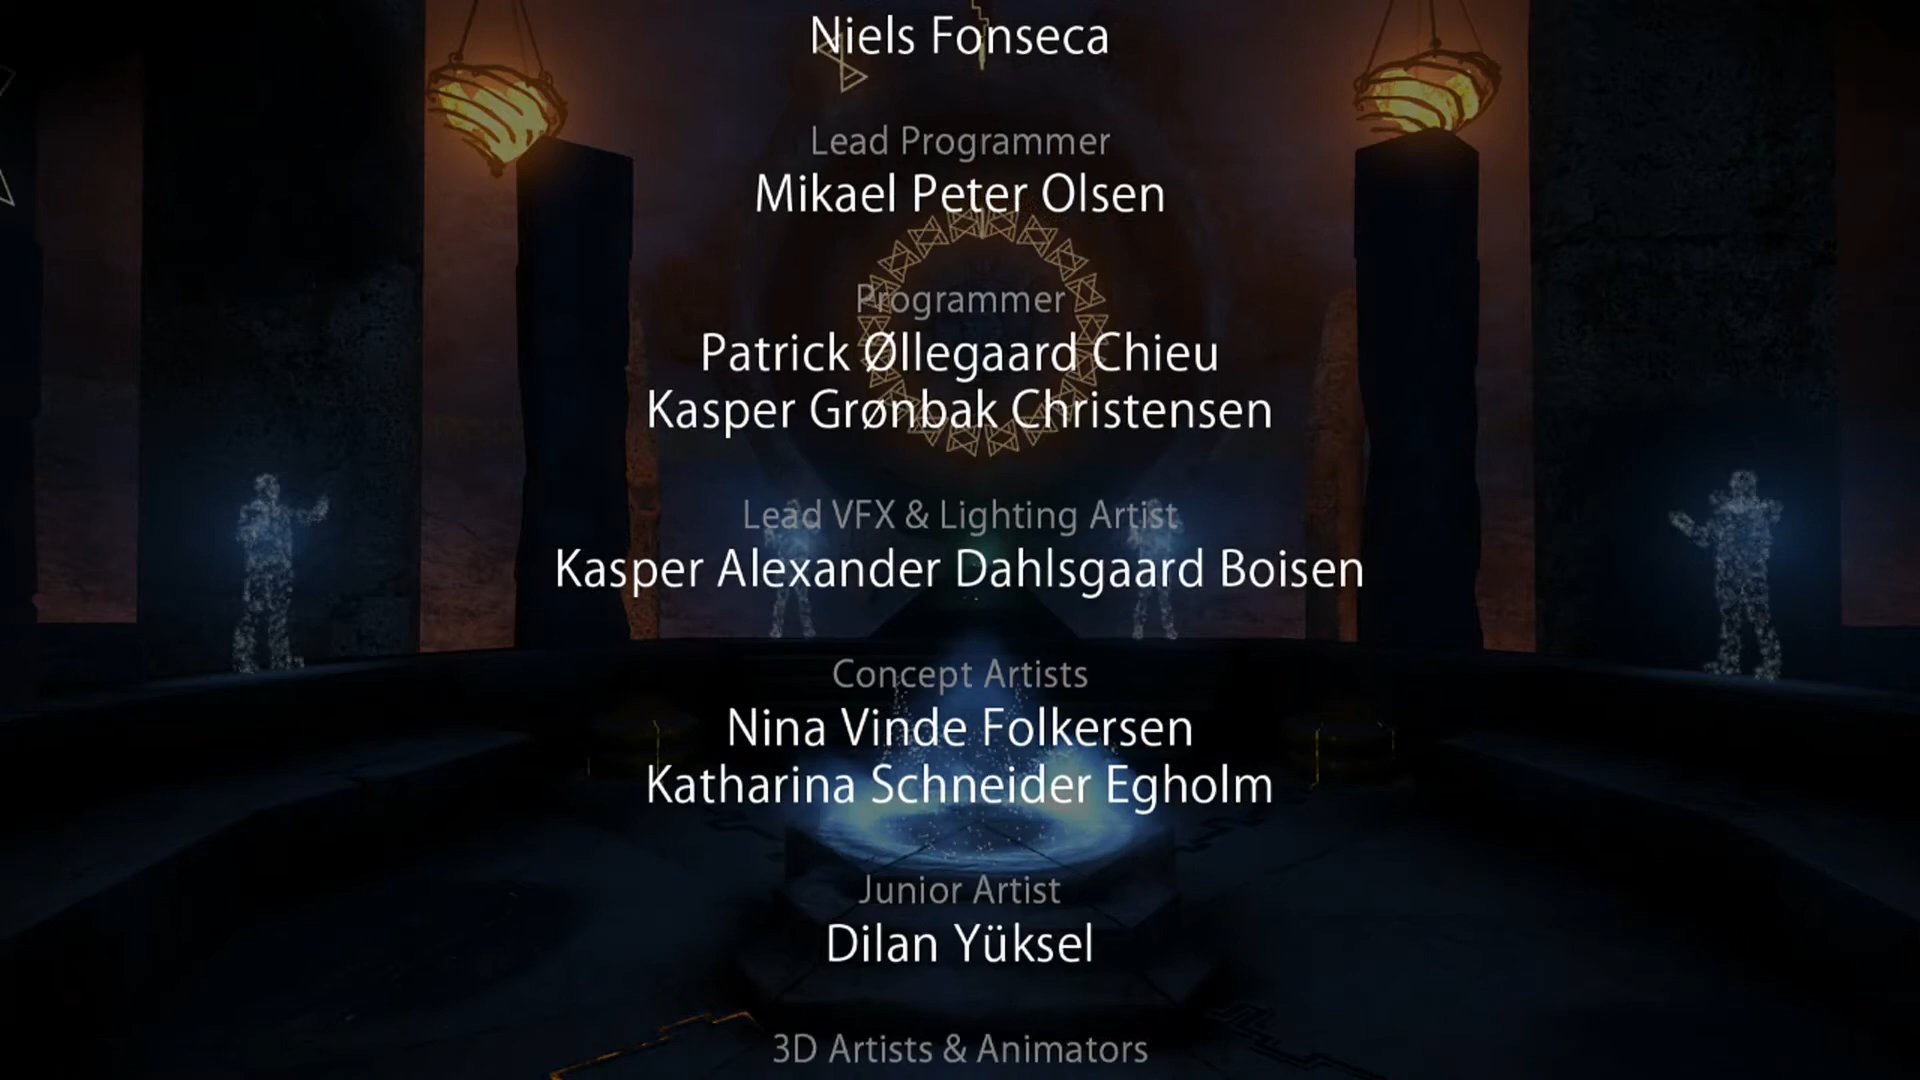 Niels Fonseca
Lead Programmer
Mikael Peter Olsen
Programmer
Patrick Øllegaard Chieu
Kasper Grønbak Christensen
Lead VFX & Lighting Artist
Kasper Alexander Dahlsgaard Boisen
Concept Artists
Nina Vinde Folkersen
Katharina Schneider Egholm
Junior Artist
Dilan Yüksel
3D Artists & Animators